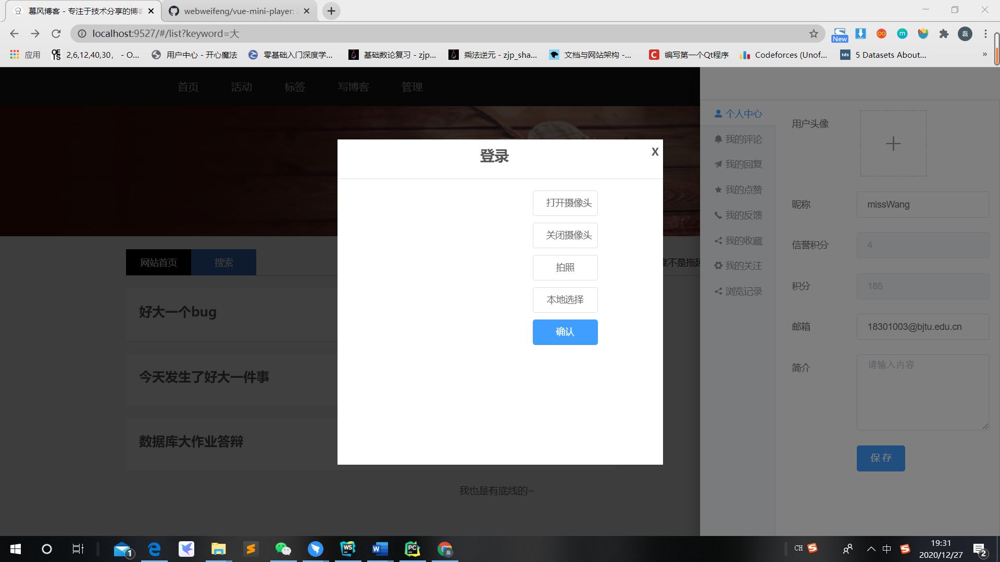 慕风博客 - 专注于技术分享的博客
webweifeng/vue-mini-player:
localhost:9527/#/list?keyword=大
New
磊
应用
2,6,12,40,30， - O...
用户中心 - 开心魔法
零基础入门深度学...
基础数论复习 - zjp...
乘法逆元 - zjp_sha...
文档与网站架构 -...
编写第一个Qt程序
Codeforces (Unof...
tds
5 Datasets About...
»
首页
活动
标签
写博客
管理
登录
X
打开摄像头
关闭摄像头
拍照
本地选择
确认
网站首页
搜索
度不是拖延
好大一个bug
今天发生了好大一件事
数据库大作业答辩
我也是有底线的~
个人中心
我的评论
我的回复
我的点赞
我的反馈
我的收藏
我的关注
浏览记录
用户头像
昵称
missWang
信誉积分
4
积分
185
邮箱
18301003@bjtu.edu.cn
简介
请输入内容
保存
1
WS
W
PC
CH
中
19:31
2020/12/27
2